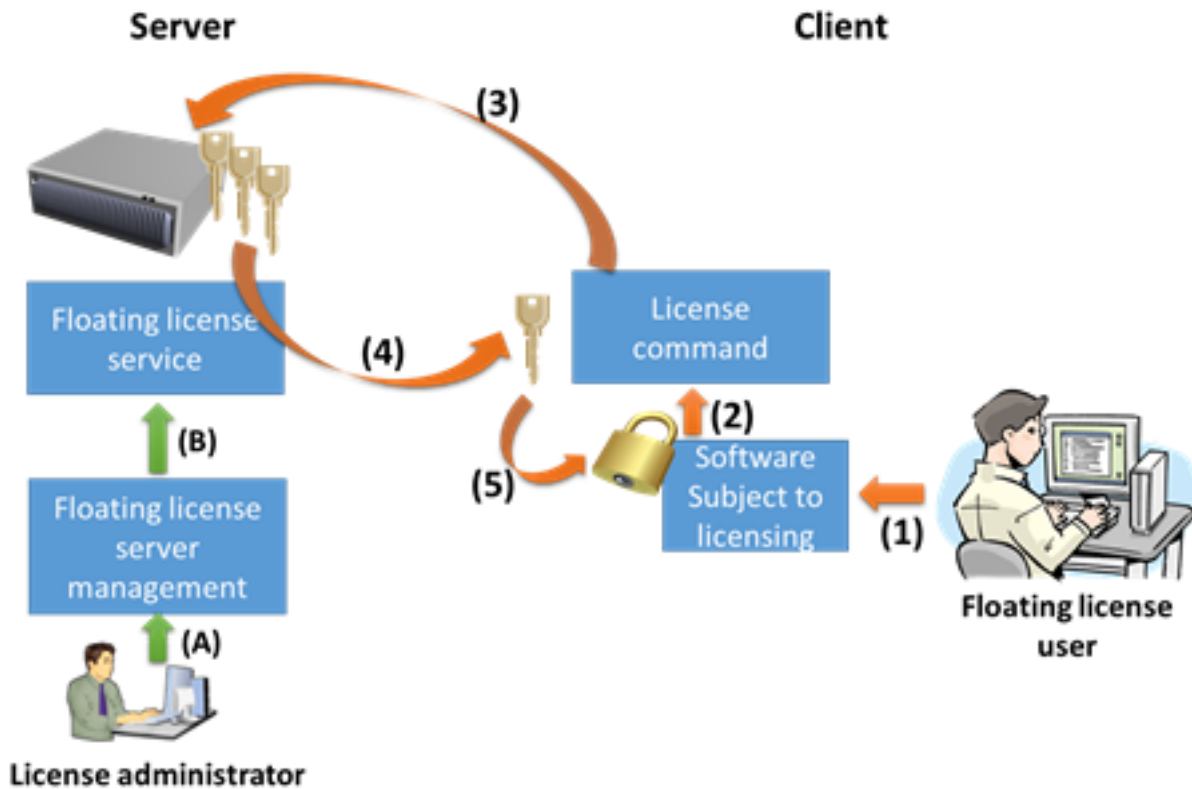 Server
Client
(3)
Floating license
service
(4)
License
command
(B)
(2)
(5)
Software
Subject to
licensing
(1)
Floating license
server
management
(A)
Floating license
user
License administrator